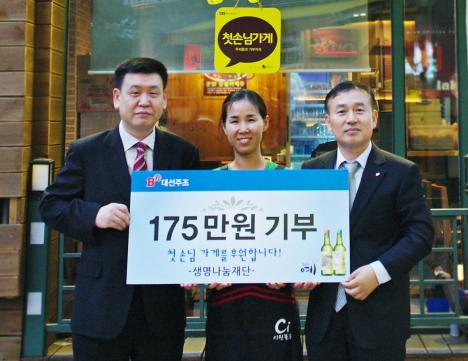 첫손님가게
대선주조
175만원 기부
첫손님 가게를 후원합니다!
-생명나눔재단-
예
Ci